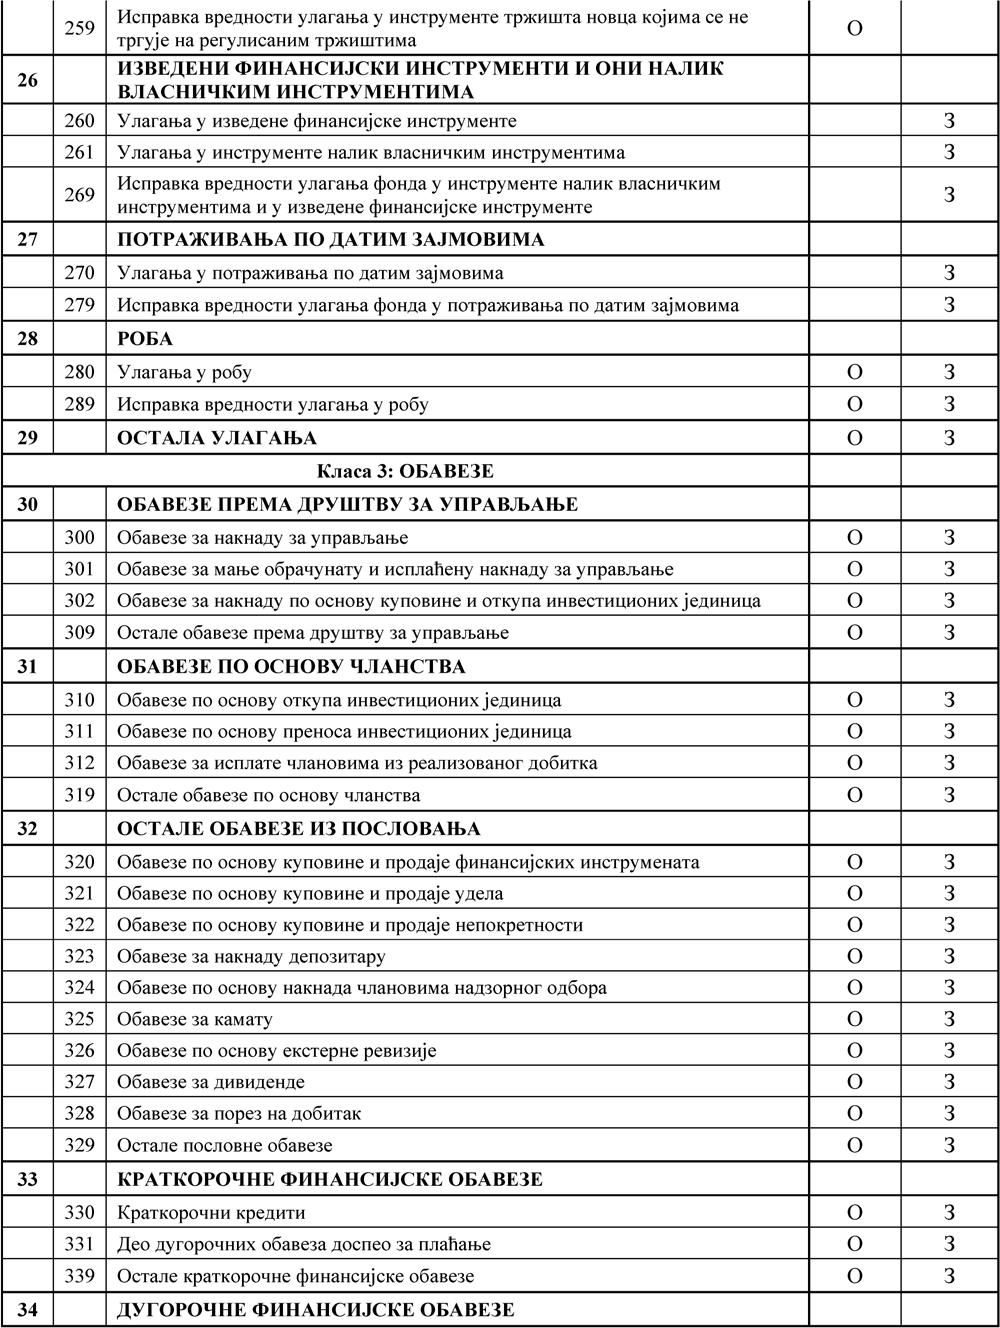 259 Исправка вредности улагања у инструменте тржишта новца којима се не О
тргује на регулисаним тржиштима
26 ИЗВЕДЕНИ ФИНАНСИЈСКИ ИНСТРУМЕНТИ И ОНИ НАЛИК
ВЛАСНИЧКИМ ИНСТРУМЕНТИМА
260 Улагања у изведене финансијске инструменте З
261 Улагања у инструменте налик власничким инструментима З
269 Исправка вредности улагања фонда у инструменте налик власничким З
инструментима и у изведене финансијске инструменте
27 ПОТРАЖИВАЊА ПО ДАТИМ ЗАЈМОВИМА
270 Улагања у потраживања по датим зајмовима З
279 Исправка вредности улагања фонда у потраживања по датим зајмовима З
28 РОБА
280 Улагања у робу О З
289 Исправка вредности улагања у робу О З
29 ОСТАЛА УЛАГАЊА О З
Класа 3: ОБАВЕЗЕ
30 ОБАВЕЗЕ ПРЕМА ДРУШТВУ ЗА УПРАВЉАЊЕ
300 Обавезе за накнаду за управљање О З
301 Обавезе за мање обрачунату и исплаћену накнаду за управљање О З
302 Обавезе за накнаду по основу куповине и откупа инвестиционих јединица О З
309 Остале обавезе према друштву за управљање О З
31 ОБАВЕЗЕ ПО ОСНОВУ ЧЛАНСТВА
310 Обавезе по основу откупа инвестиционих јединица О З
311 Обавезе по основу преноса инвестиционих јединица О З
312 Обавезе за исплате члановима из реализованог добитка О З
319 Остале обавезе по основу чланства О З
32 ОСТАЛЕ ОБАВЕЗЕ ИЗ ПОСЛОВАЊА
320 Обавезе по основу куповине и продаје финансијских инструмената О З
321 Обавезе по основу куповине и продаје удела О З
322 Обавезе по основу куповине и продаје непокретности О З
323 Обавезе за накнаду депозитару О З
324 Обавезе по основу накнада члановима надзорног одбора О З
325 Обавезе за камату О З
326 Обавезе по основу екстерне ревизије О З
327 Обавезе за дивиденде О З
328 Обавезе за порез на добитак О З
329 Остале пословне обавезе О З
33 КРАТКОРОЧНЕ ФИНАНСИЈСКЕ ОБАВЕЗЕ
330 Краткорочни кредити О З
331 Део дугорочних обавеза доспео за плаћање О З
339 Остале краткорочне финансијске обавезе О З
34 ДУГОРОЧНЕ ФИНАНСИЈСКЕ ОБАВЕЗЕ